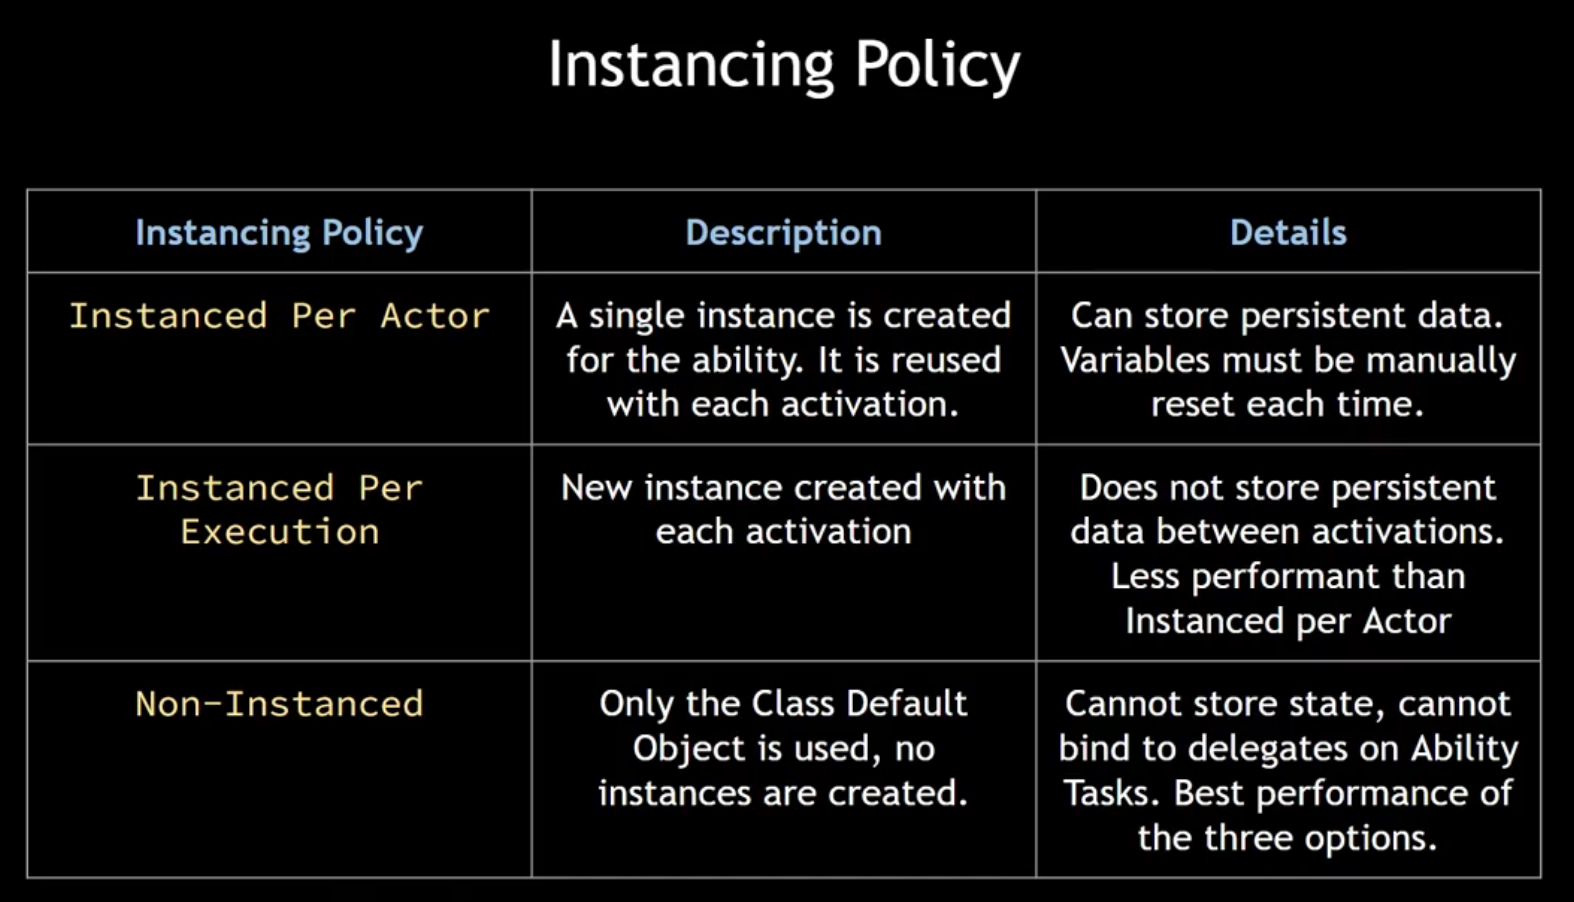 Instancing Policy
Instancing Policy
Description
Details
Instanced Per Actor
A single instance is created
for the ability. It is reused
with each activation.
Can store persistent data.
Variables must be manually
reset each time.
Instanced Per
Execution
New instance created with
each activation
Does not store persistent
data between activations.
Less performant than
Instanced per Actor
Non-Instanced
Only the Class Default
Object is used, no
instances are created.
Cannot store state, cannot
bind to delegates on Ability
Tasks. Best performance of
the three options.